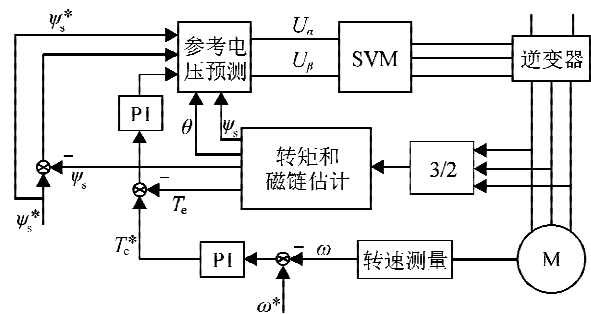 ψs*
参考电
压预测
Uα
Uβ
SVM
逆变器
PI
θ
ψs
转矩和
磁链估计
3/2
−
ψs
−
Te
ψs*
Te*
PI
−
ω
转速测量
M
ω*